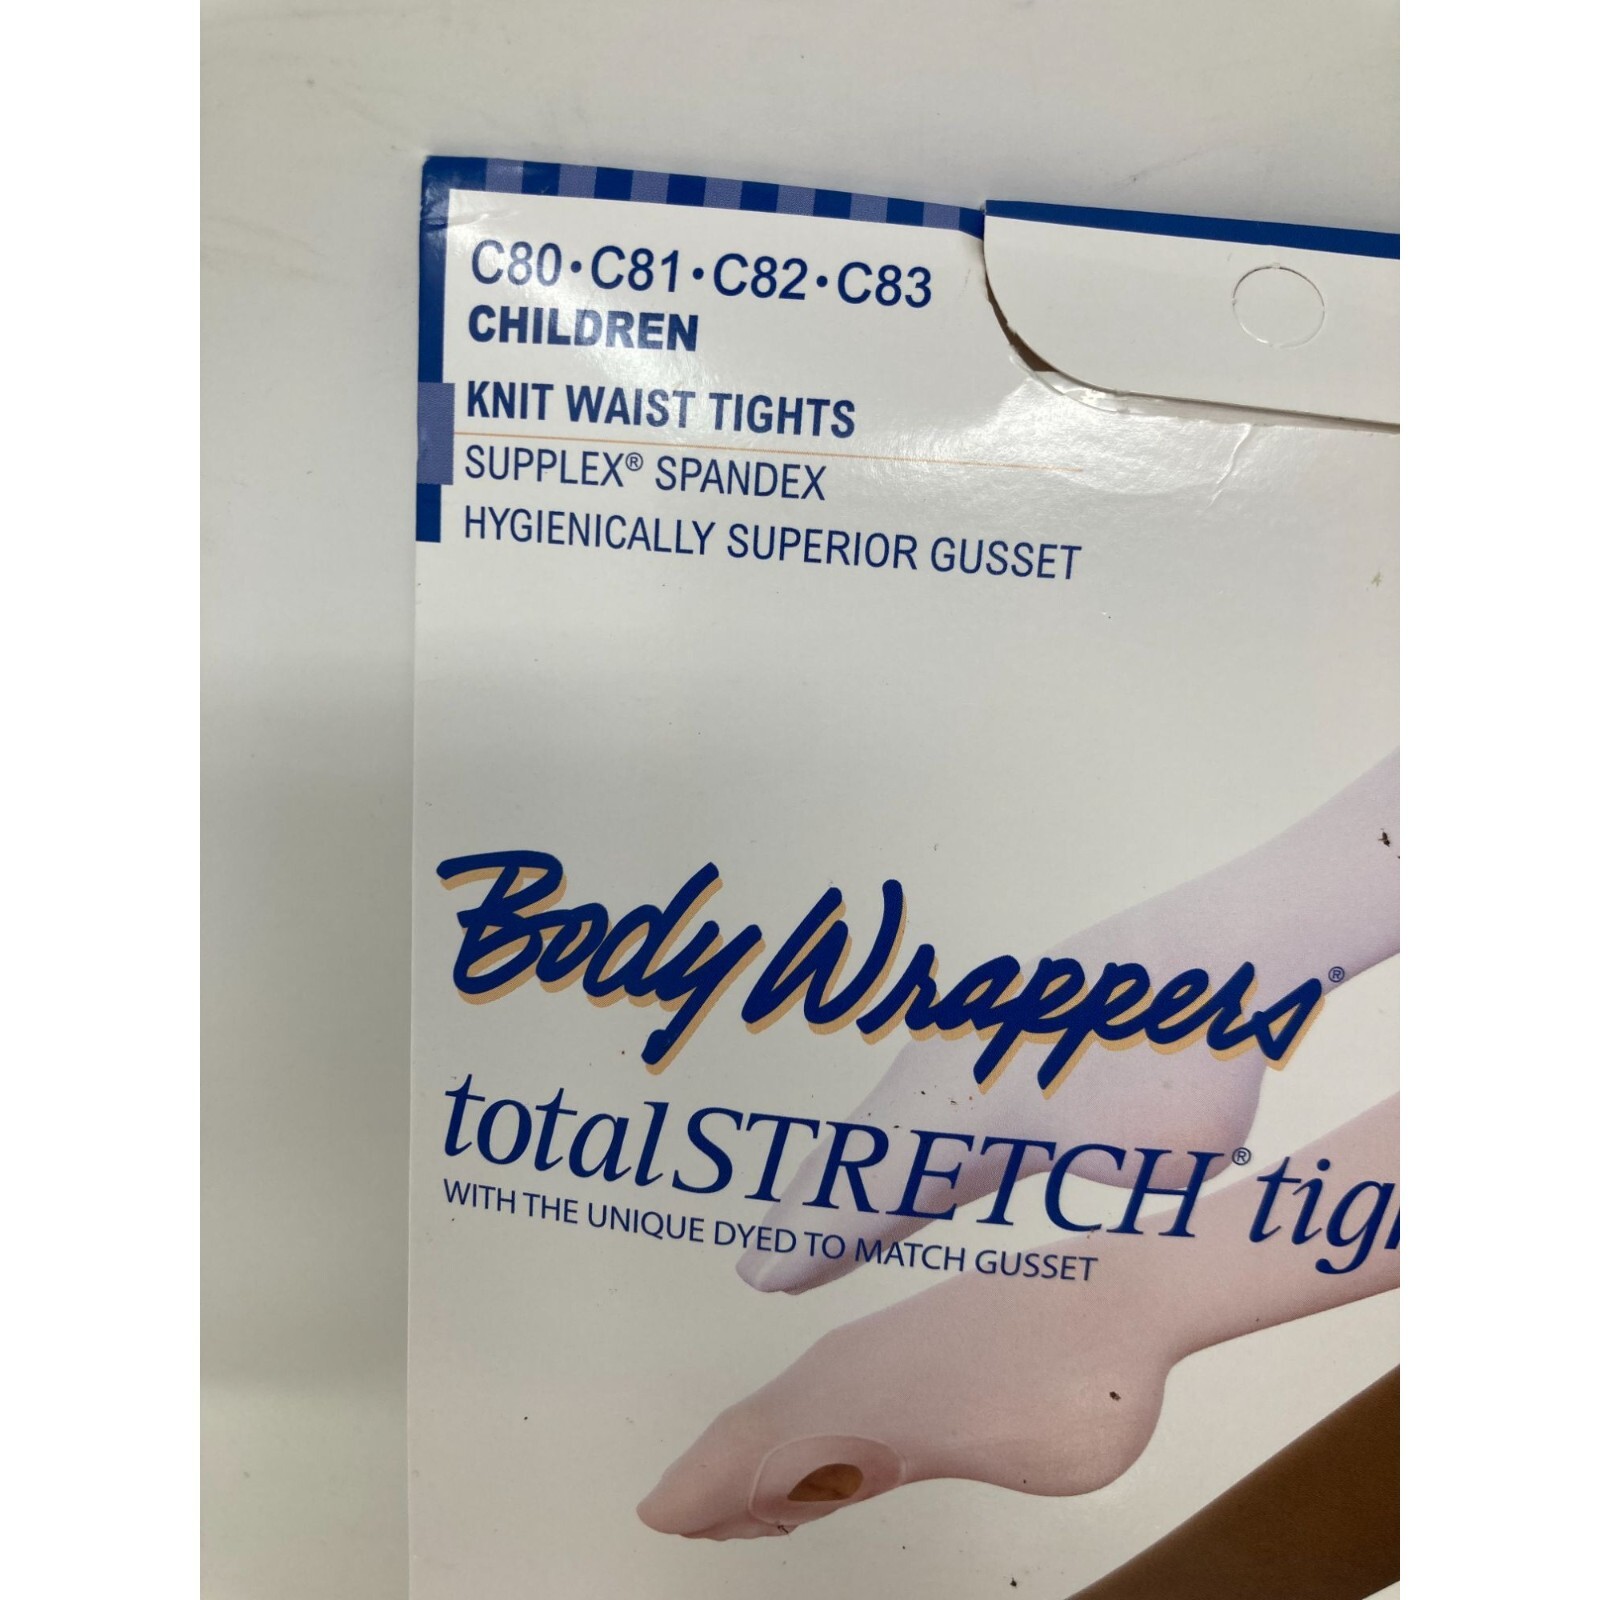 C80•C81•C82•C83
CHILDREN
KNIT WAIST TIGHTS
SUPPLEX® SPANDEX
HYGIENICALLY SUPERIOR GUSSET
Body Wrappers®
totalSTRETCH® tigh
WITH THE UNIQUE DYED TO MATCH GUSSET